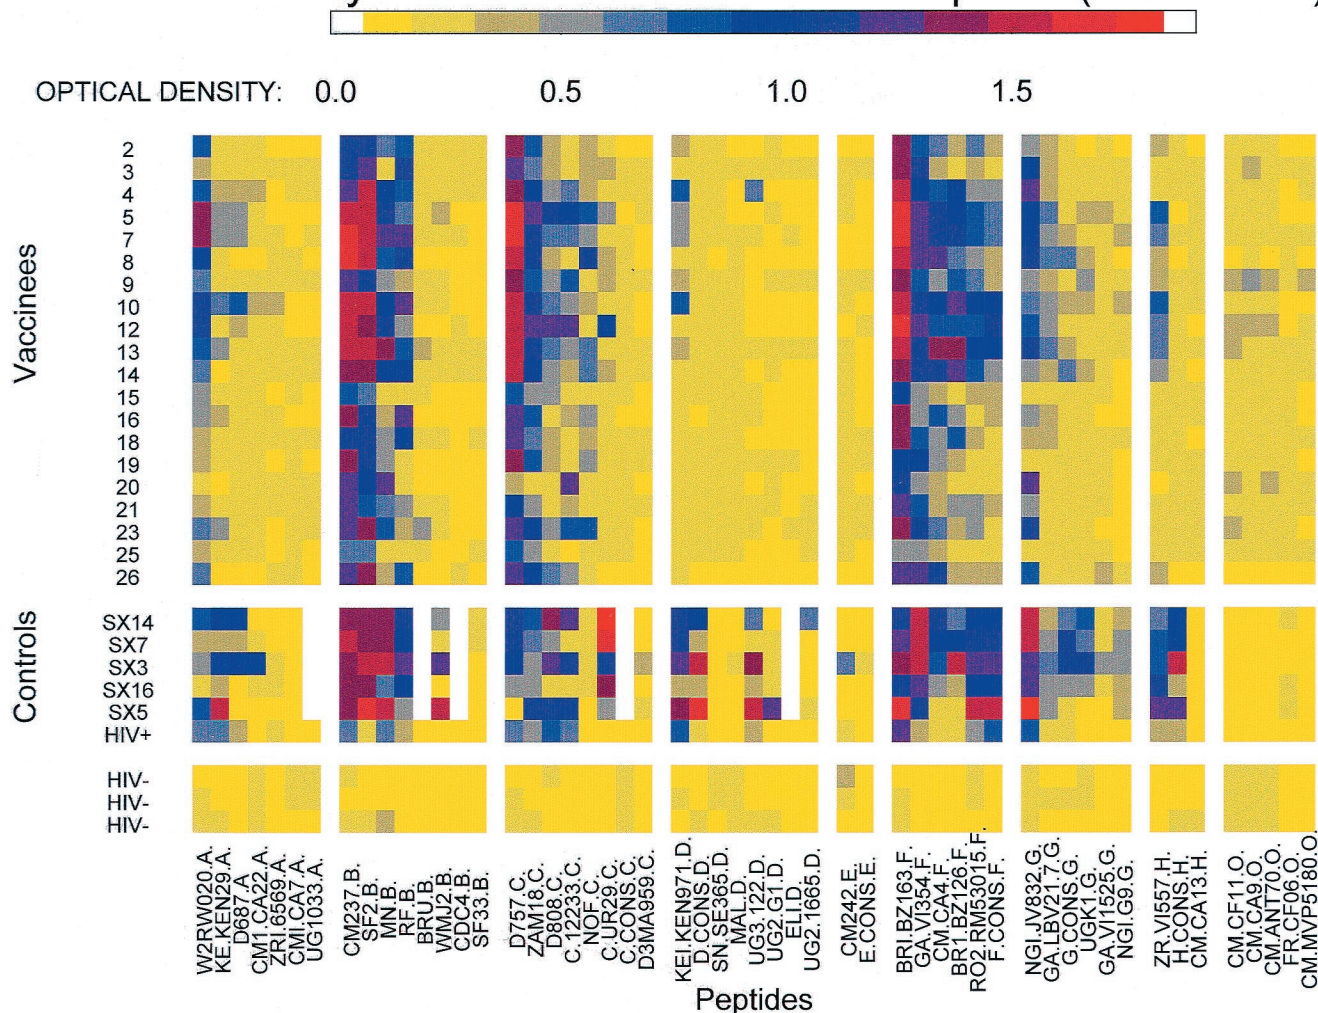 OPTICAL DENSITY: 0.0 0.5 1.0 1.5
Vaccinees
2
3
4
5
7
8
9
10
12
13
14
15
16
18
19
20
21
23
25
26
Controls
SX14
SX7
SX3
SX16
SX5
HIV+
HIV-
HIV-
HIV-
W2RW020.A.
KE.KEN29.A.
D687.A
CM1.CA22.A.
ZRI.6569.A.
CMI.CA7.A.
UG1033.A.
CM237.B.
SF2.B.
MN.B.
RF.B.
BRU.B.
WMJ2.B.
CDC4.B.
SF33.B.
D757.C.
ZAM18.C.
D808.C.
C.12233.C.
NOF.C.
C.UR29.C.
C.CONS.C.
D3MA959.C.
KEI.KEN971.D.
D.CONS.D.
SN.SE365.D.
MAL.D.
UG3.122.D.
UG2.G1.D.
ELI.D.
UG2.1665.D.
CM242.E.
E.CONS.E.
BRI.BZ163.F.
GA.VI354.F.
CM.CA4.F.
BR1.BZ126.F.
RO2.RM53015.F.
F.CONS.F.
NGI.JV832.G.
GA.LBV21.7.G.
G.CONS.G.
UGK1.G.
GA.VI1525.G.
NGI.G9.G.
ZR.VI557.H.
H.CONS.H.
CM.CA13.H.
CM.CF11.O.
CM.CA9.O.
CM.ANT70.O.
FR.CF06.O.
CM.MVP5180.O.
Peptides